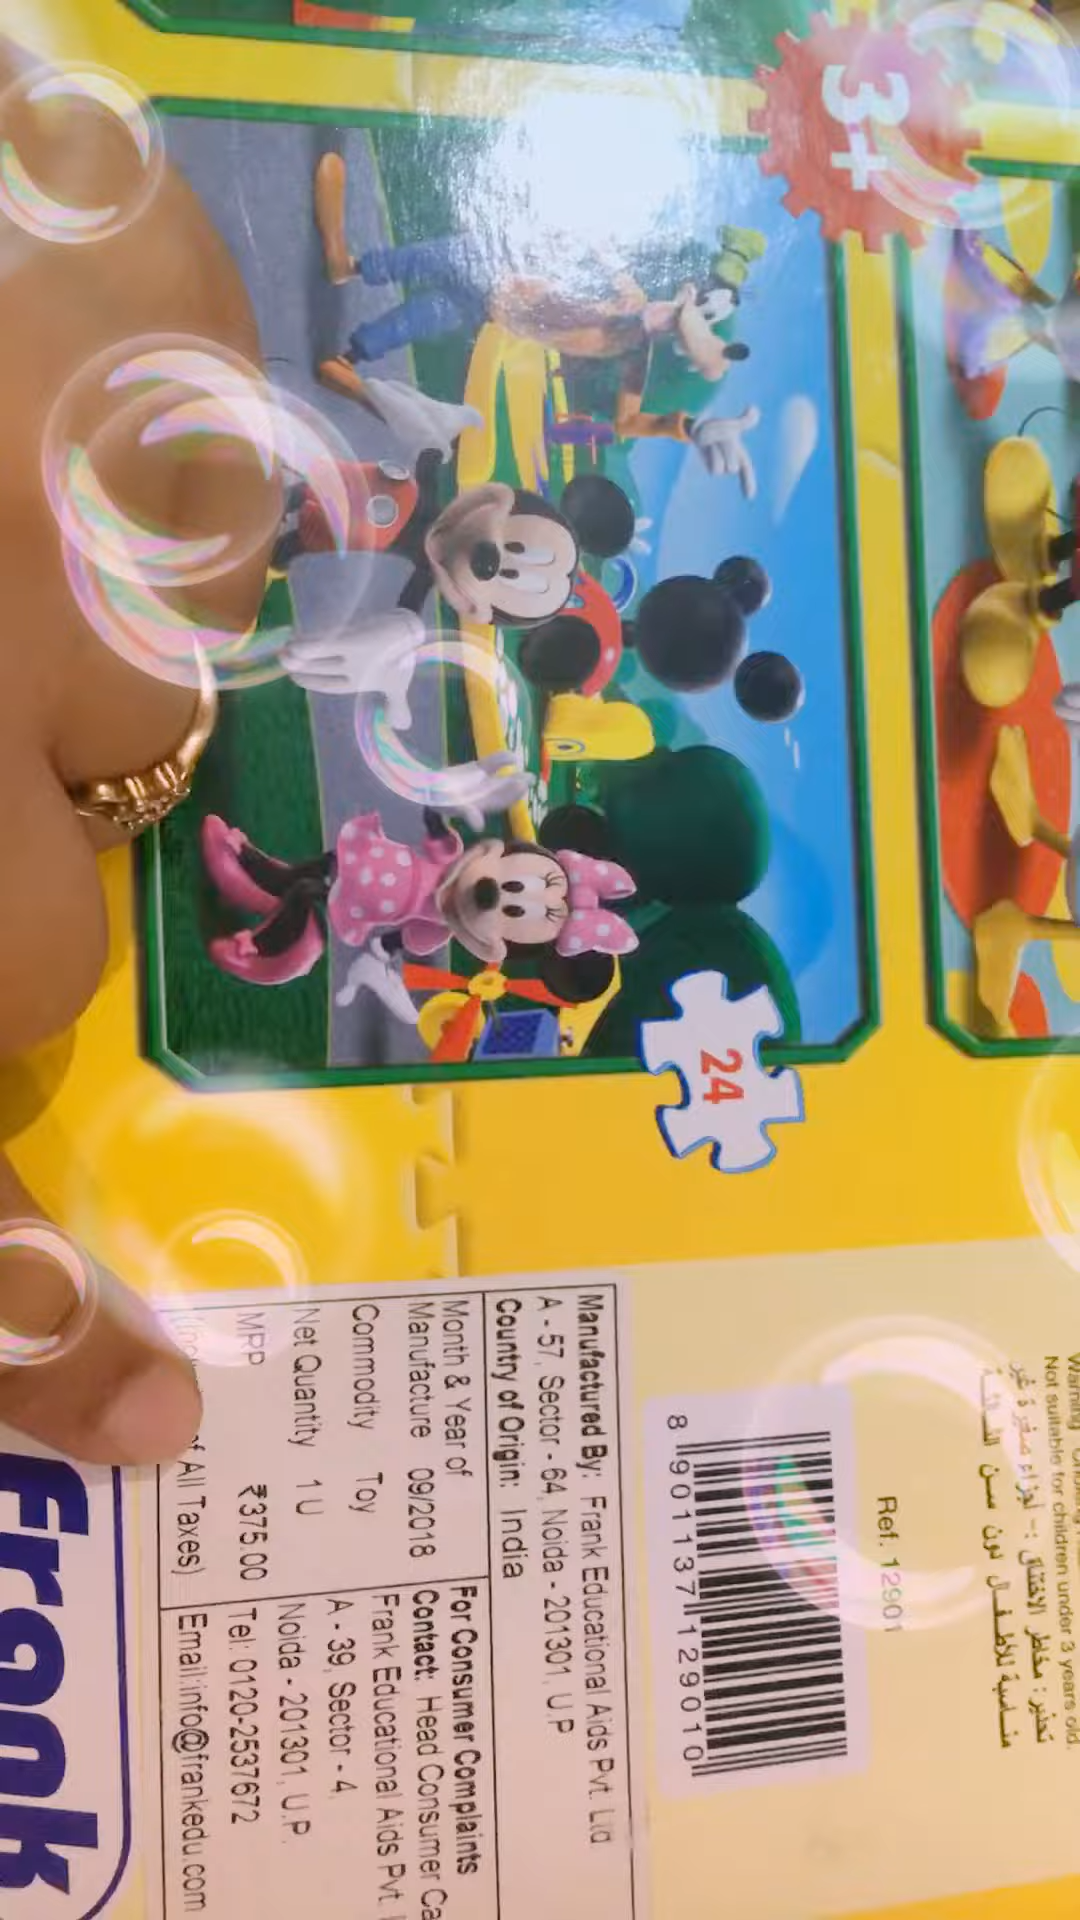 3+
24
Warning
Not suitable for children under 3 years old.
تحذير : مخاطر الاختناق :- أجزاء صغيرة غير
مناسبة للأطفال دون سن الثالثة
Ref. 12901
8 901137 129010
Manufactured By: Frank Educational Aids Pvt. Ltd
A - 57, Sector - 64, Noida - 201301, U.P
Country of Origin: India
Month & Year of
Manufacture 09/2018
Commodity Toy
Net Quantity 1 U
MRP ₹375.00
of All Taxes)
For Consumer Complaints
Contact: Head Consumer
Frank Educational Aids Pvt.
A - 39, Sector - 4,
Noida - 201301, U.P.
Tel: 0120-2537672
Email:info@frankedu.com
Frank